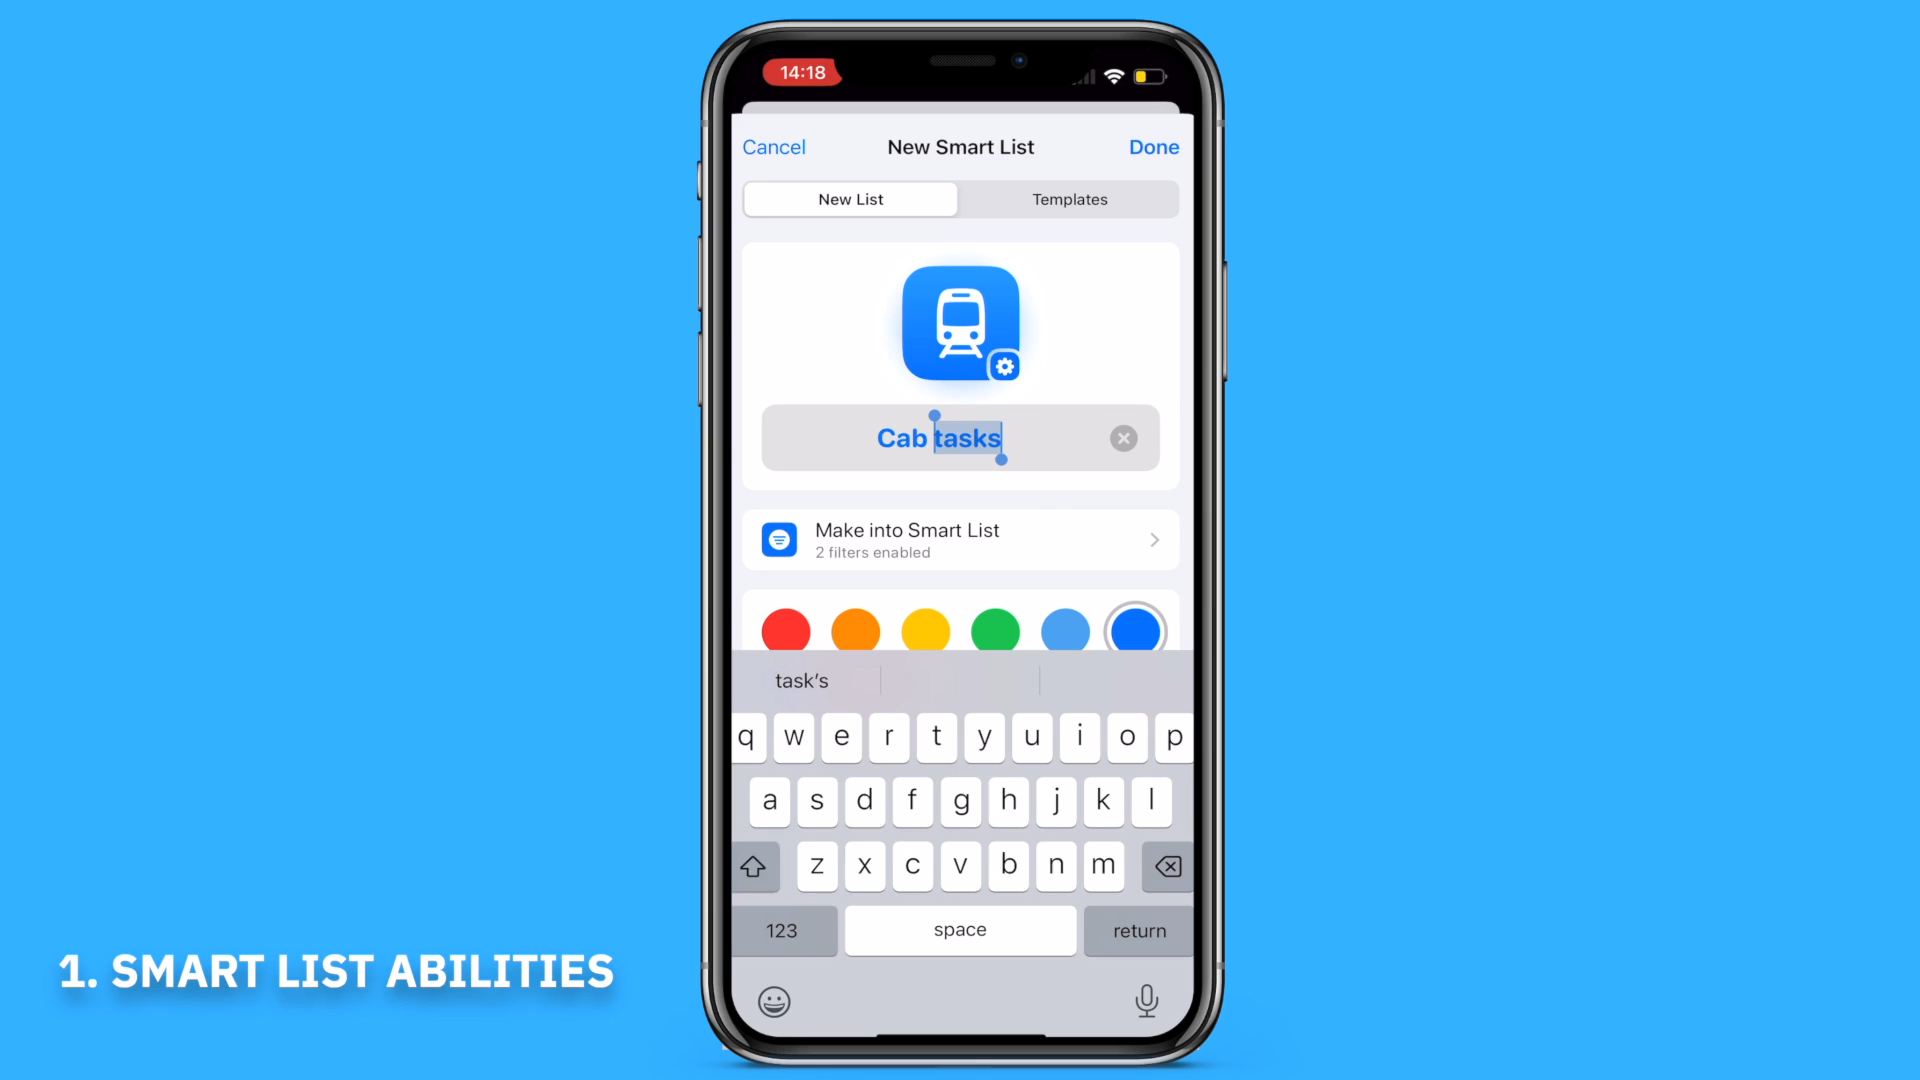 14:18
Cancel
New Smart List
Done
New List
Templates
Cab tasks
Make into Smart List
2 filters enabled
task's
q w e r t y u i o p
a s d f g h j k l
z x c v b n m
123
space
return
1. SMART LIST ABILITIES